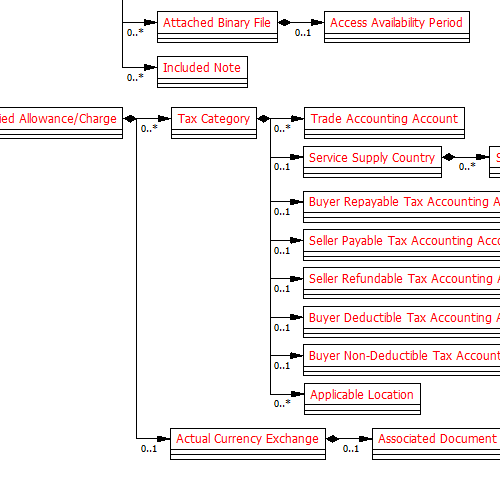 Attached Binary File
Access Availability Period
0..*
0..1
Included Note
0..*
Allowance/Charge
Tax Category
Trade Accounting Account
0..*
0..*
Service Supply Country
0..1
0..*
Buyer Repayable Tax Accounting
0..1
Seller Payable Tax Accounting
0..1
Seller Refundable Tax Accounting
0..1
Buyer Deductible Tax Accounting
0..1
Buyer Non-Deductible Tax
0..1
Applicable Location
0..*
Actual Currency Exchange
Associated Document
0..1
0..1